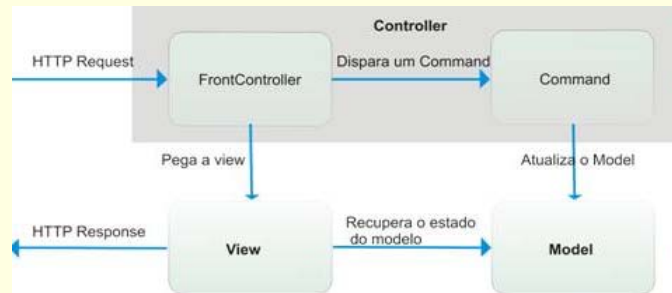 Controller
HTTP Request
FrontController
Dispara um Command
Command
Pega a view
Atualiza o Model
HTTP Response
View
Recupera o estado
do modelo
Model